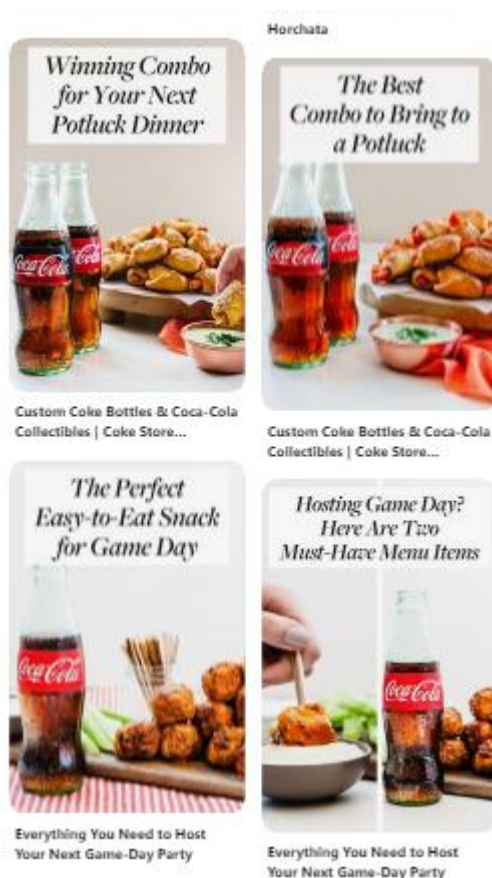 Horchata
Winning Combo
for Your Next
Potluck Dinner
Coca-Cola
Coca-Cola
The Best
Combo to Bring to
a Potluck
Coca-Cola
Coca-Cola
Custom Coke Bottles & Coca-Cola
Collectibles | Coke Store...
Custom Coke Bottles & Coca-Cola
Collectibles | Coke Store...
The Perfect
Easy-to-Eat Snack
for Game Day
Coca-Cola
Hosting Game Day?
Here Are Two
Must-Have Menu Items
Coca-Cola
Everything You Need to Host
Your Next Game-Day Party
Everything You Need to Host
Your Next Game-Day Party